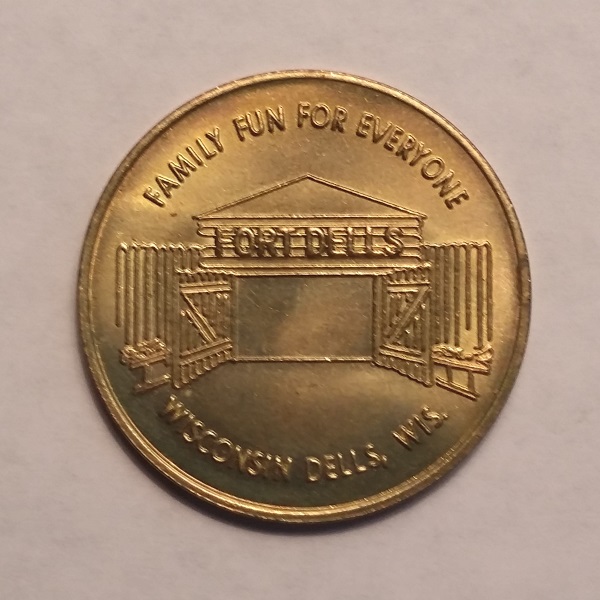 FAMILY FUN FOR EVERYONE
FORT DELLS
WISCONSIN DELLS, WIS.